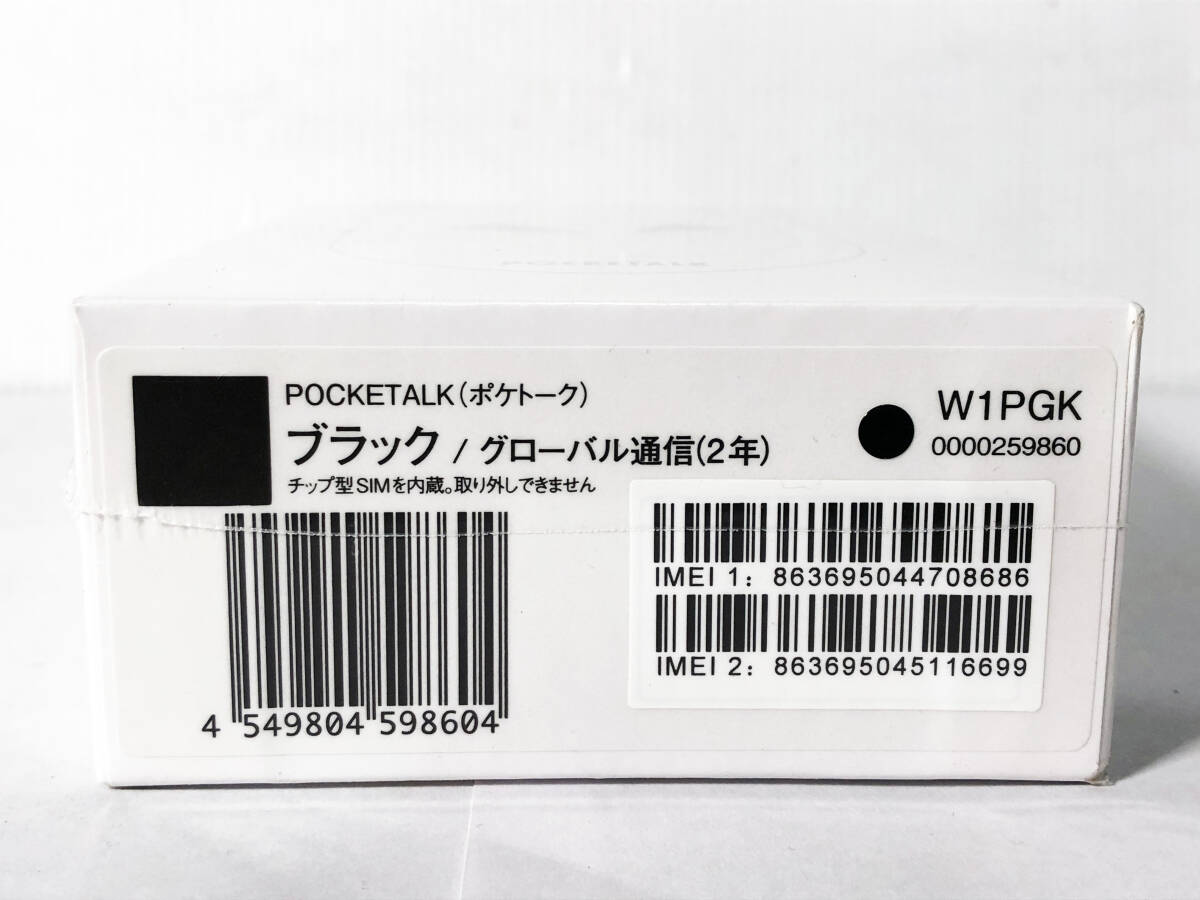 POCKETALK
POCKETALK(ポケトーク)
ブラック / グローバル通信(2年)
チップ型SIMを内蔵。取り外しできません
W1PGK
0000259860
4 549804 598604
IMEI 1: 863695044708686
IMEI 2: 863695045116699